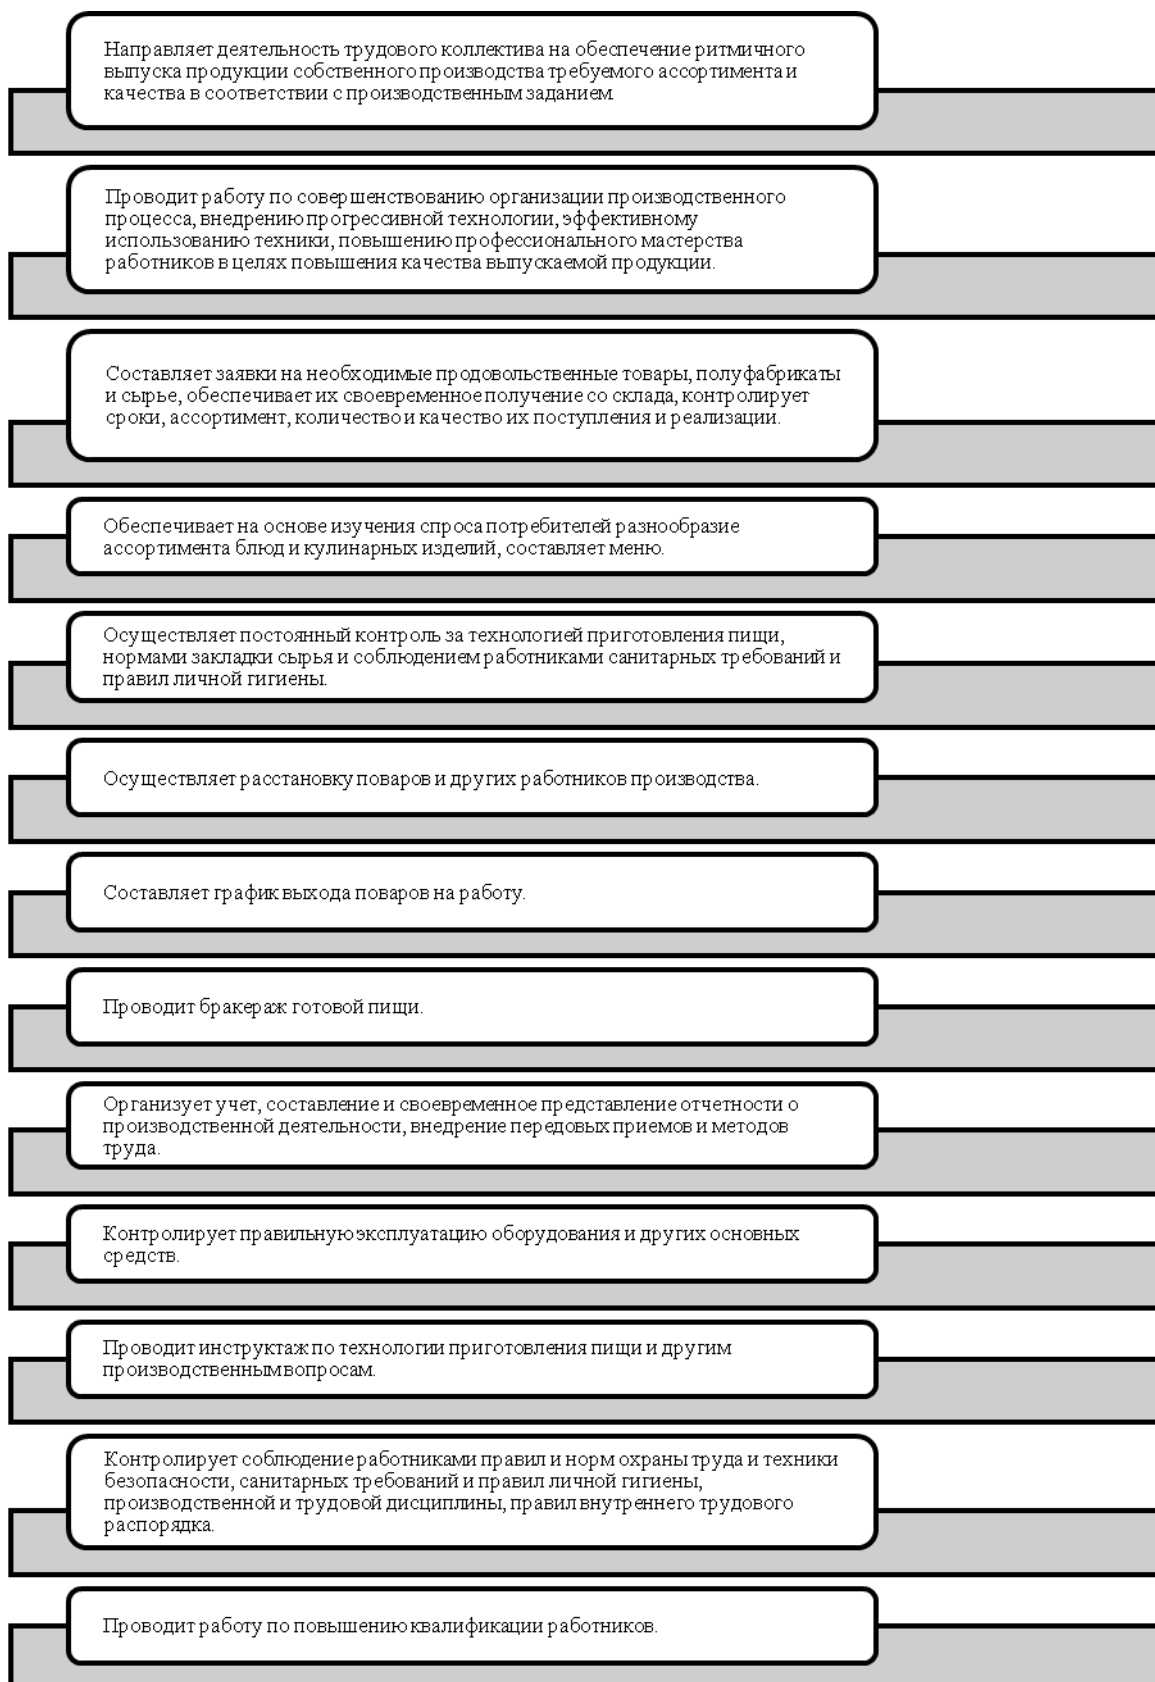 Направляет деятельность трудового коллектива на обеспечение ритмичного
выпуска продукции собственного производства требуемого ассортимента и
качества в соответствии с производственным заданием.
Проводит работу по совершенствованию организации производственного
процесса, внедрению прогрессивной технологии, эффективному
использованию техники, повышению профессионального мастерства
работников в целях повышения качества выпускаемой продукции.
Составляет заявки на необходимые продовольственные товары, полуфабрикаты
и сырье, обеспечивает их своевременное получение со склада, контролирует
сроки, ассортимент, количество и качество их поступления и реализации.
Обеспечивает на основе изучения спроса потребителей разнообразие
ассортимента блюд и кулинарных изделий, составляет меню.
Осуществляет постоянный контроль за технологией приготовления пищи,
нормами закладки сырья и соблюдением работниками санитарных требований и
правил личной гигиены.
Осуществляет расстановку поваров и других работников производства.
Составляет график выхода поваров на работу.
Проводит бракераж готовой пищи.
Организует учет, составление и своевременное представление отчетности о
производственной деятельности, внедрение передовых приемов и методов
труда.
Контролирует правильную эксплуатацию оборудования и других основных
средств.
Проводит инструктаж по технологии приготовления пищи и другим
производственным вопросам.
Контролирует соблюдение работниками правил и норм охраны труда и техники
безопасности, санитарных требований и правил личной гигиены,
производственной и трудовой дисциплины, правил внутреннего трудового
распорядка.
Проводит работу по повышению квалификации работников.